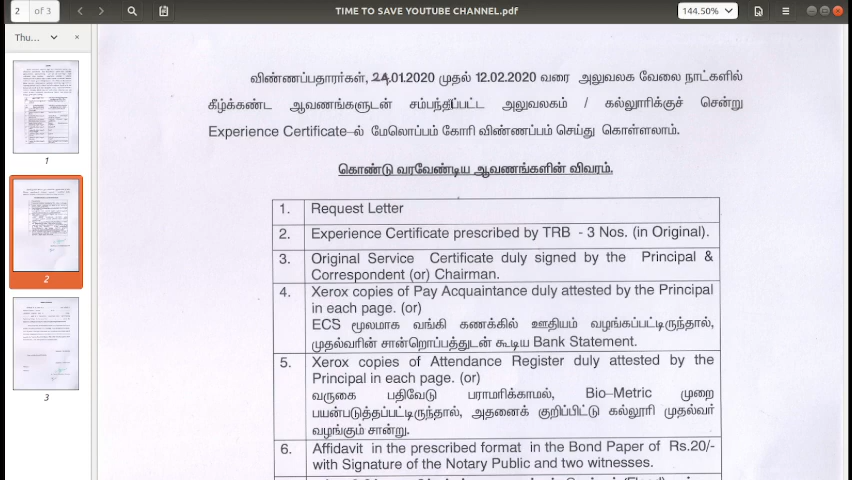 2 of 3
TIME TO SAVE YOUTUBE CHANNEL.pdf
144.50%
Thu...
1
2
3
விண்ணப்பதாரர்கள், 24.01.2020 முதல் 12.02.2020 வரை அலுவலக வேலை நாட்களில்
கீழ்க்கண்ட ஆவணங்களுடன் சம்பந்திப்பட்ட அலுவலகம் / கல்லூரிக்குச் சென்று
Experience Certificate-ல் மேலொப்பம் கோரி விண்ணப்பம் செய்து கொள்ளலாம்.
கொண்டு வரவேண்டிய ஆவணங்களின் விவரம்.
1. Request Letter
2. Experience Certificate prescribed by TRB - 3 Nos. (in Original).
3. Original Service Certificate duly signed by the Principal &
Correspondent (or) Chairman.
4. Xerox copies of Pay Acquaintance duly attested by the Principal
in each page. (or)
ECS மூலமாக வங்கி கணக்கில் ஊதியம் வழங்கப்பட்டிருந்தால்,
முதல்வரின் சான்றொப்பத்துடன் கூடிய Bank Statement.
5. Xerox copies of Attendance Register duly attested by the
Principal in each page. (or)
வருகை பதிவேடு பராமரிக்காமல், Bio-Metric முறை
பயன்படுத்தப்பட்டிருந்தால், அதனைக் குறிப்பிட்டு கல்லூரி முதல்வர்
வழங்கும் சான்று.
6. Affidavit in the prescribed format in the Bond Paper of Rs.20/-
with Signature of the Notary Public and two witnesses.